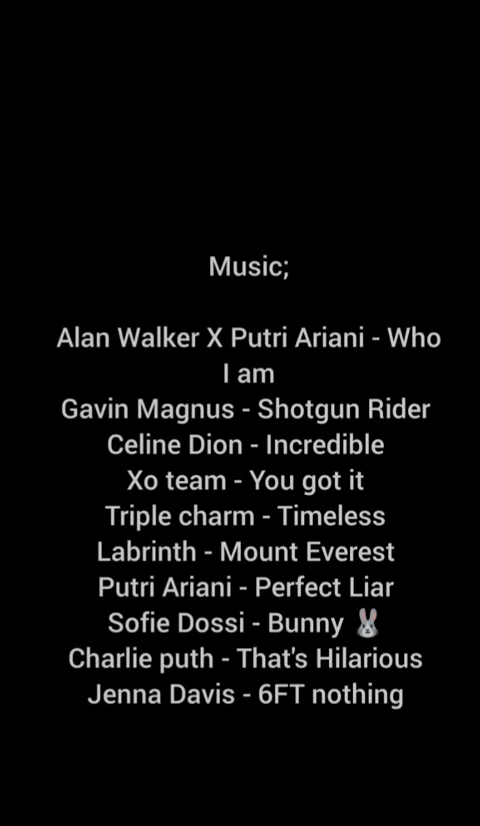 Music;
Alan Walker X Putri Ariani - Who
I am
Gavin Magnus - Shotgun Rider
Celine Dion - Incredible
Xo team - You got it
Triple charm - Timeless
Labrinth - Mount Everest
Putri Ariani - Perfect Liar
Sofie Dossi - Bunny 🐰
Charlie puth - That's Hilarious
Jenna Davis - 6FT nothing